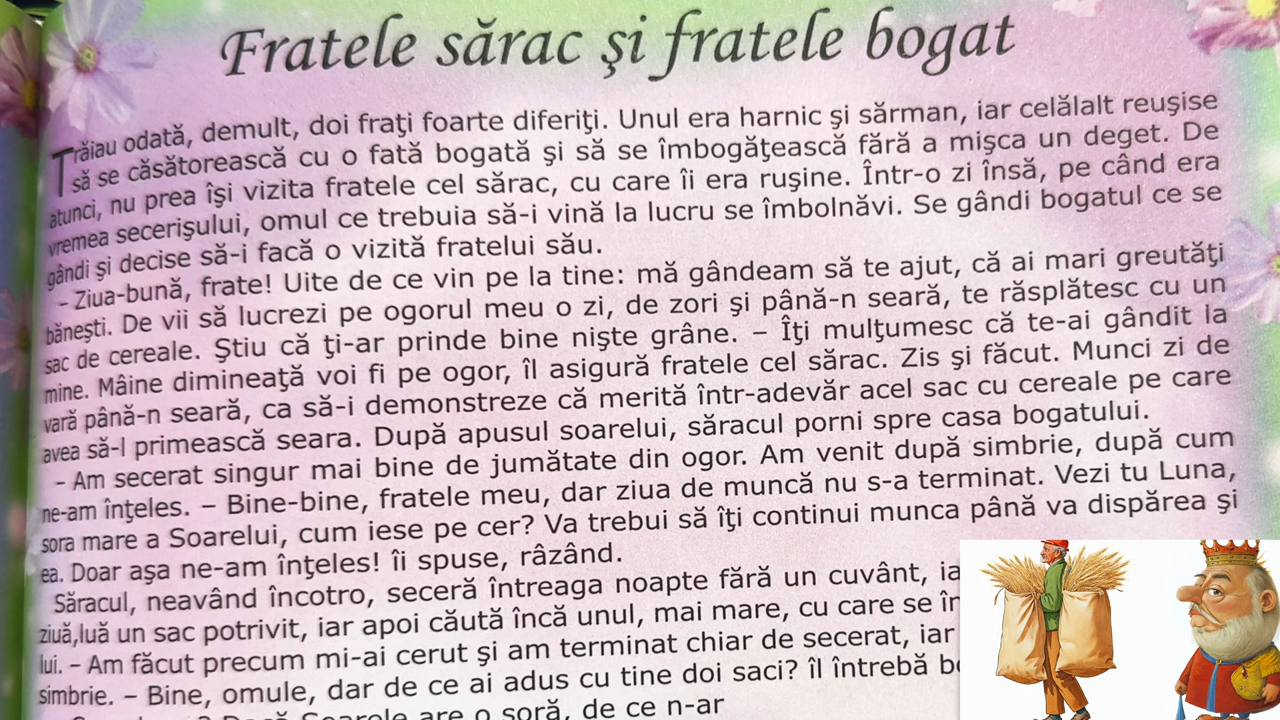 Fratele sărac şi fratele bogat
Trăiau odată, demult, doi fraţi foarte diferiţi. Unul era harnic şi sărman, iar celălalt reuşise
să se căsătorească cu o fată bogată şi să se îmbogăţească fără a mişca un deget. De
atunci, nu prea îşi vizita fratele cel sărac, cu care îi era ruşine. Într-o zi însă, pe când era
vremea secerişului, omul ce trebuia să-i vină la lucru se îmbolnăvi. Se gândi bogatul ce se
gândi şi decise să-i facă o vizită fratelui său.
– Ziua-bună, frate! Uite de ce vin pe la tine: mă gândeam să te ajut, că ai mari greutăţi
băneşti. De vii să lucrezi pe ogorul meu o zi, de zori şi până-n seară, te răsplătesc cu un
sac de cereale. Ştiu că ţi-ar prinde bine nişte grâne. – Îţi mulţumesc că te-ai gândit la
mine. Mâine dimineaţă voi fi pe ogor, îl asigură fratele cel sărac. Zis şi făcut. Munci zi de
vară până-n seară, ca să-i demonstreze că merită într-adevăr acel sac cu cereale pe care
avea să-l primească seara. După apusul soarelui, săracul porni spre casa bogatului.
– Am secerat singur mai bine de jumătate din ogor. Am venit după simbrie, după cum
ne-am înţeles. – Bine-bine, fratele meu, dar ziua de muncă nu s-a terminat. Vezi tu Luna,
sora mare a Soarelui, cum iese pe cer? Va trebui să îţi continui munca până va dispărea şi
ea. Doar aşa ne-am înţeles! îi spuse, râzând.
Săracul, neavând încotro, seceră întreaga noapte fără un cuvânt, ia
ziuă,luă un sac potrivit, iar apoi căută încă unul, mai mare, cu care se în
lui. – Am făcut precum mi-ai cerut şi am terminat chiar de secerat, iar
simbrie. – Bine, omule, dar de ce ai adus cu tine doi saci? îl întrebă
Soarele are o soră, de ce n-ar